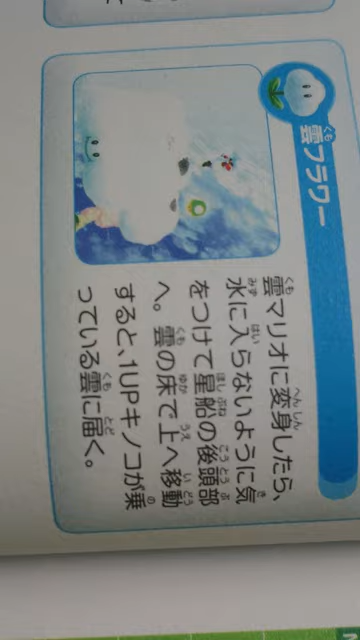 雲フラワー
雲マリオに変身したら、
水に入らないように気
をつけて星船の後頭部
へ。雲の床で上へ移動
すると、1UPキノコが乗
っている雲に届く。